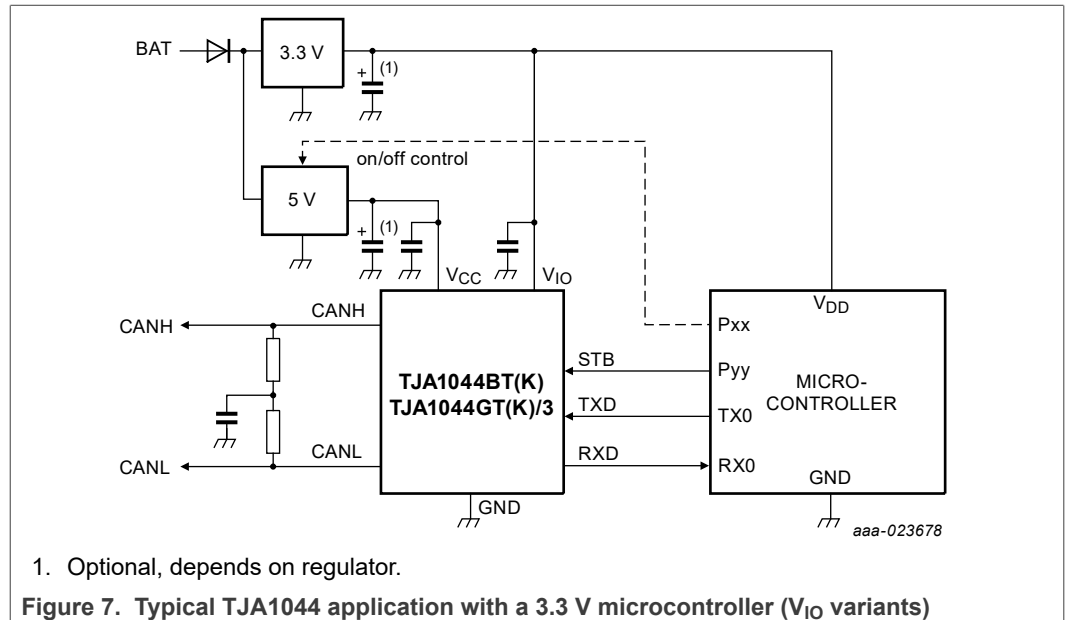 BAT
3.3 V
+ (1)
on/off control
5 V
+ (1)
VCC
VIO
VDD
CANH
CANH
Pxx
STB
Pyy
TJA1044BT(K)
TJA1044GT(K)/3
MICRO-
CONTROLLER
TXD
TX0
CANL
CANL
RXD
RX0
GND
GND
aaa-023678
1. Optional, depends on regulator.
Figure 7. Typical TJA1044 application with a 3.3 V microcontroller (VIO variants)